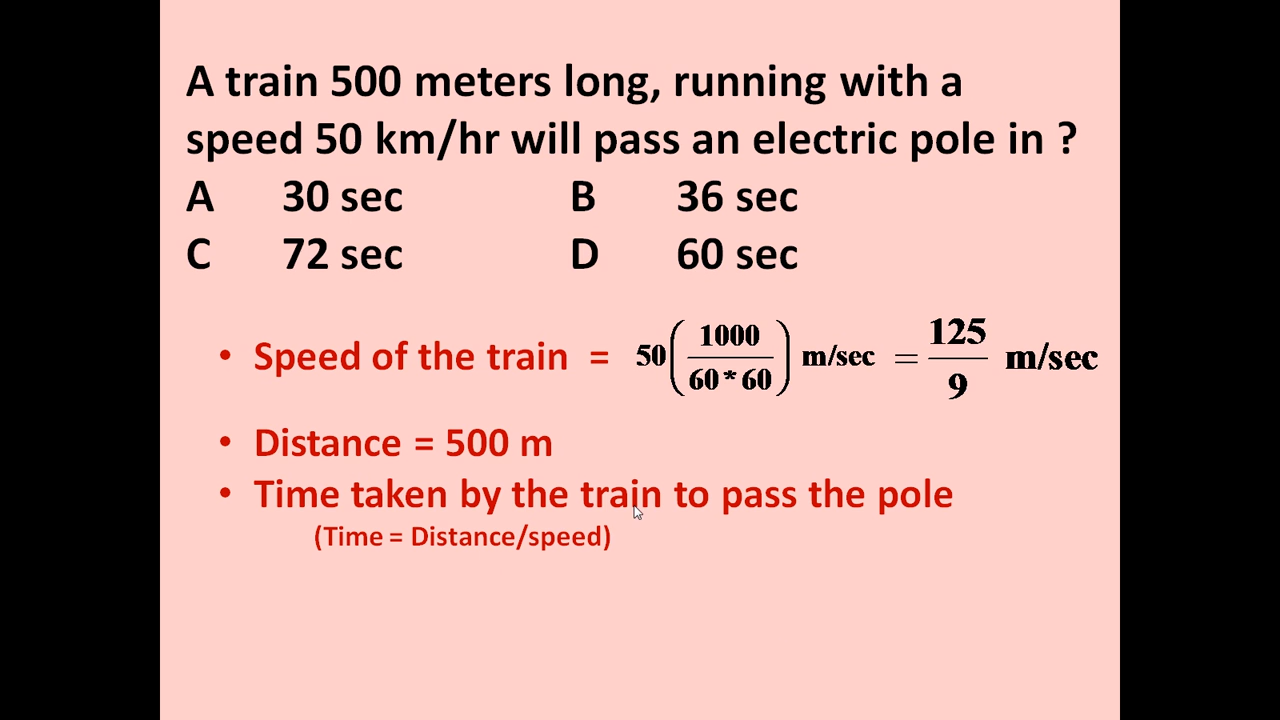 A train 500 meters long, running with a
speed 50 km/hr will pass an electric pole in ?
A 30 sec B 36 sec
C 72 sec D 60 sec
• Speed of the train = 50(1000/60*60) m/sec = 125/9 m/sec
• Distance = 500 m
• Time taken by the train to pass the pole
(Time = Distance/speed)